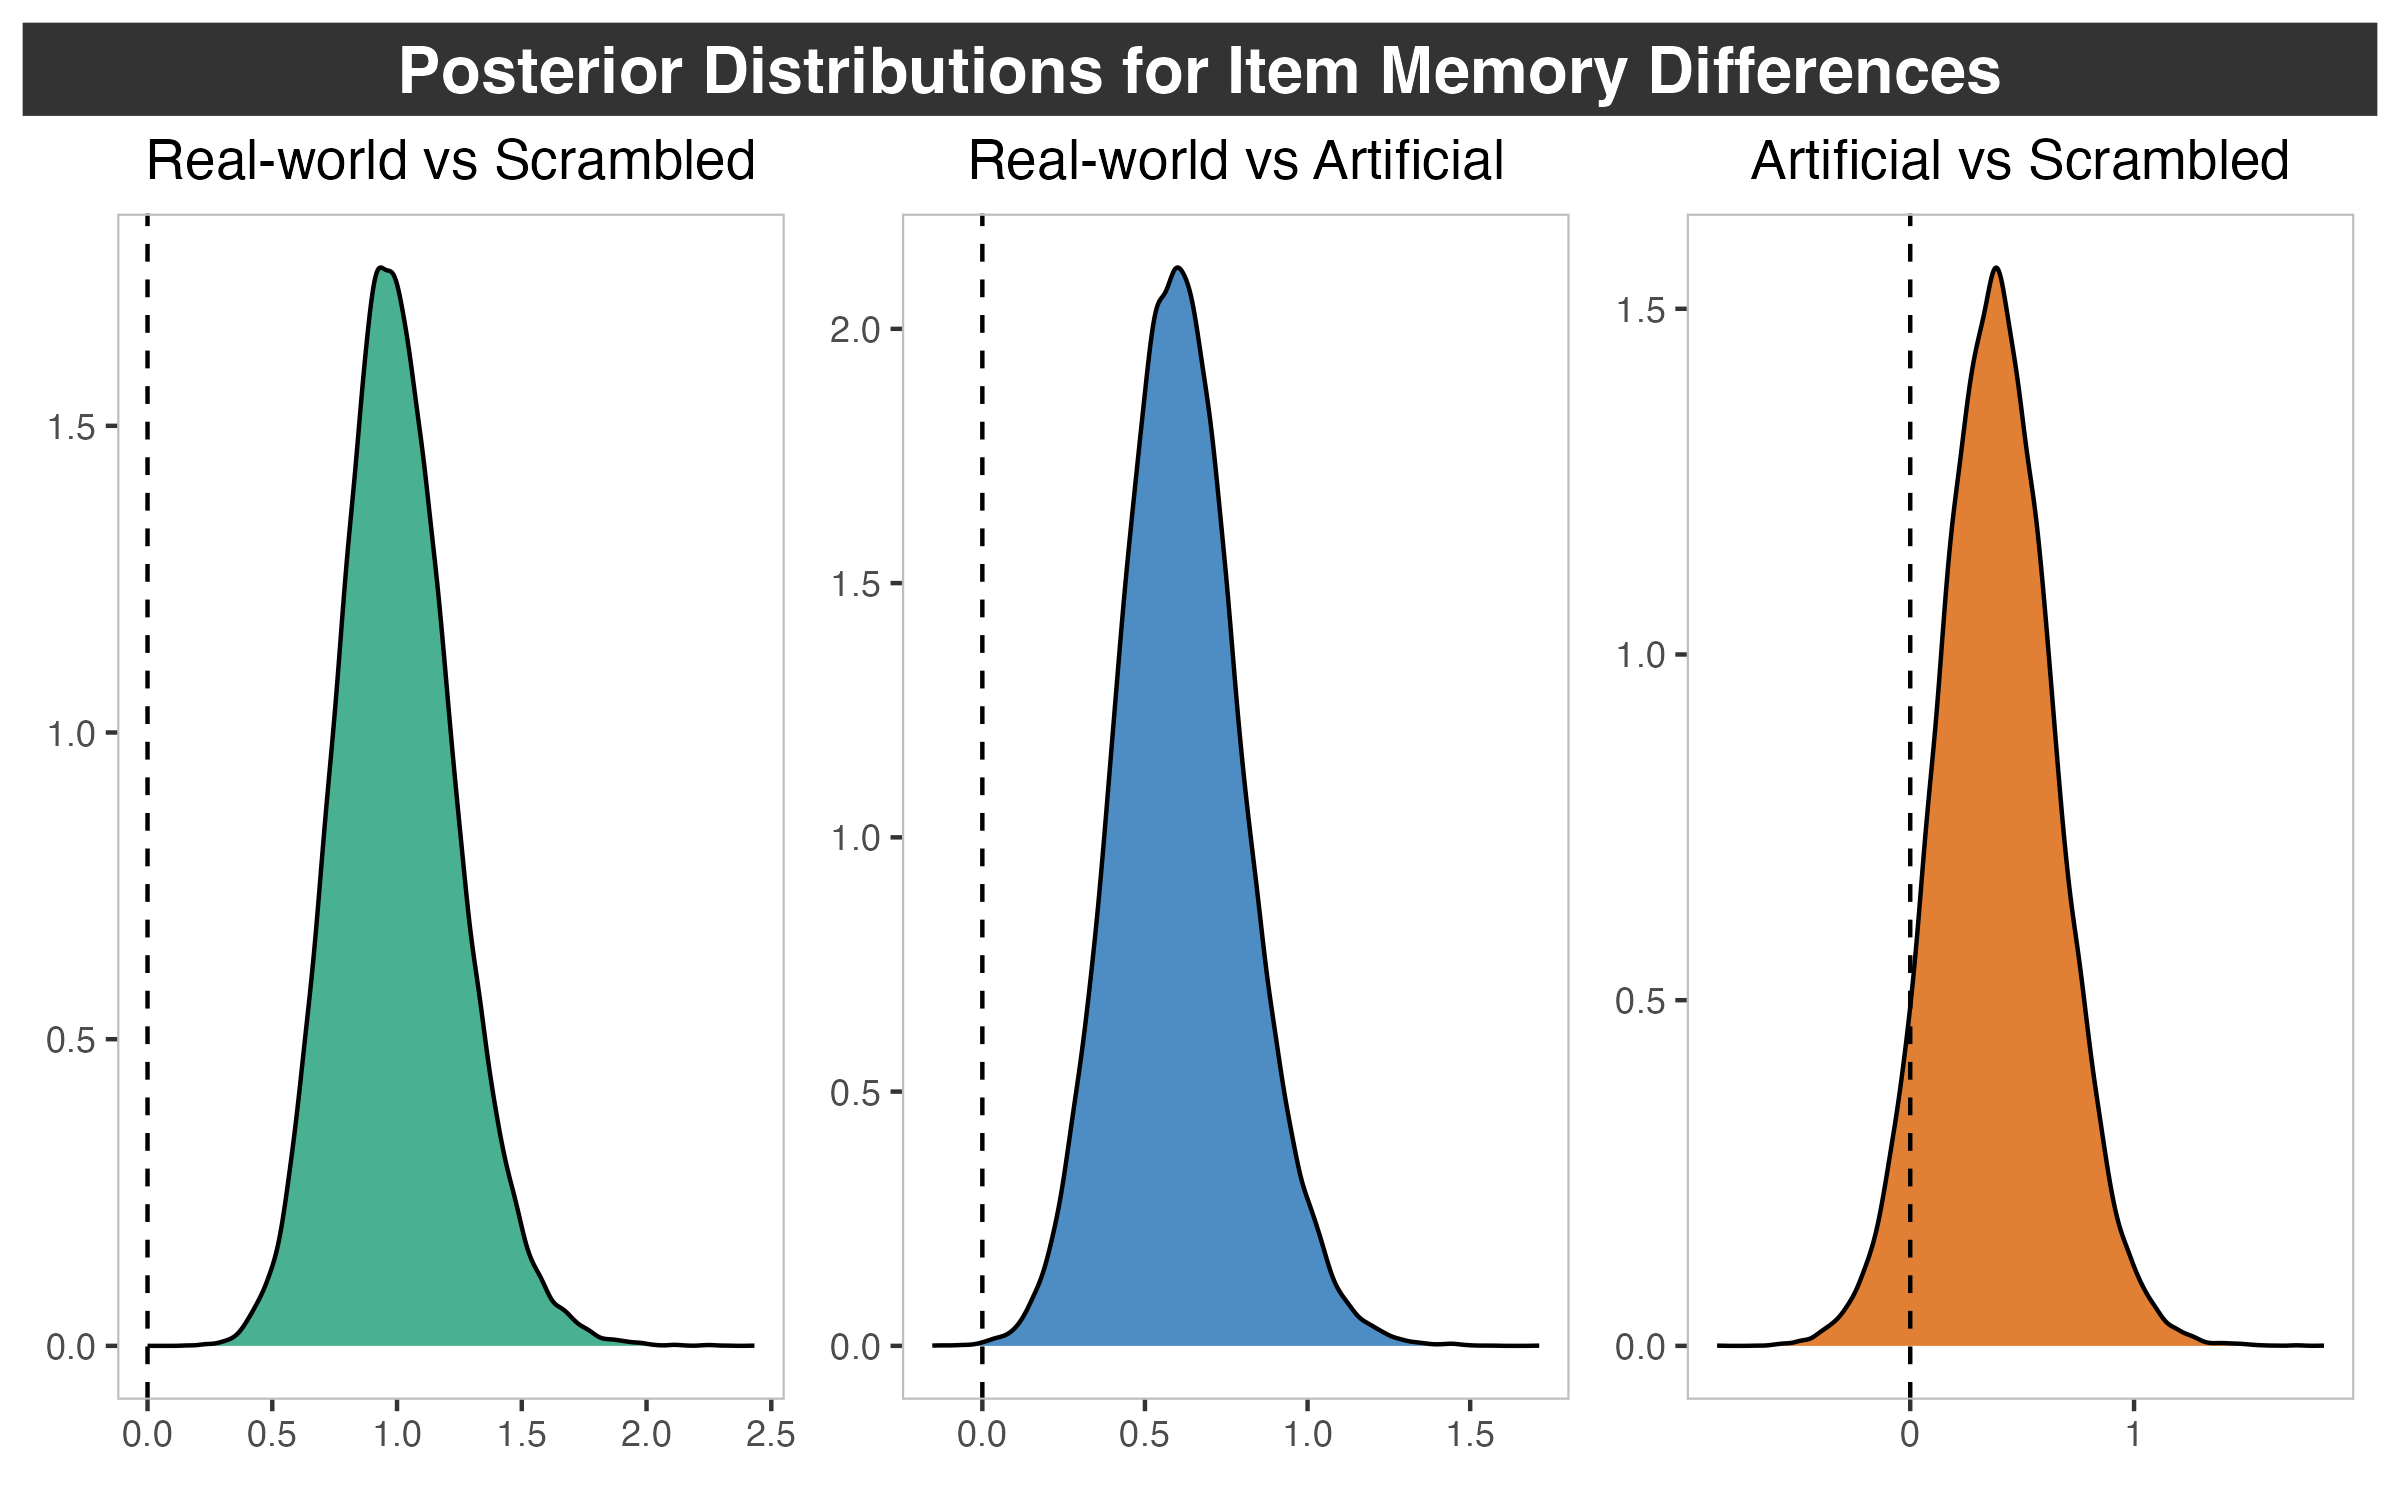 Posterior Distributions for Item Memory Differences
Real-world vs Scrambled
1.5
1.0
0.5
0.0
0.0 0.5 1.0 1.5 2.0 2.5
Real-world vs Artificial
2.0
1.5
1.0
0.5
0.0
0.0 0.5 1.0 1.5
Artificial vs Scrambled
1.5
1.0
0.5
0.0
0 1